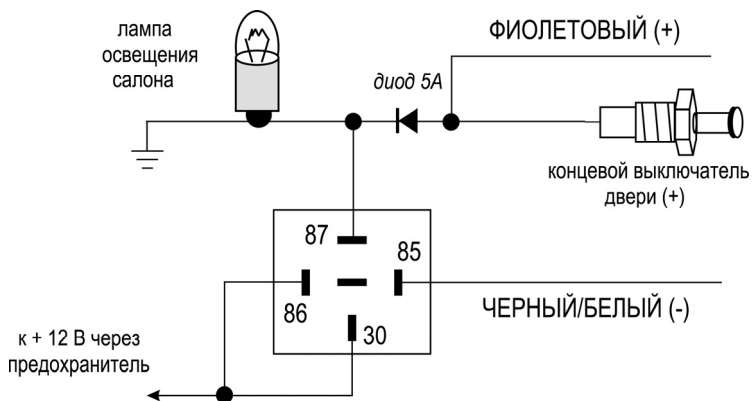 лампа
освещения
салона
ФИОЛЕТОВЫЙ (+)
диод 5А
концевой выключатель
двери (+)
87
85
86
30
ЧЕРНЫЙ/БЕЛЫЙ (-)
к + 12 В через
предохранитель